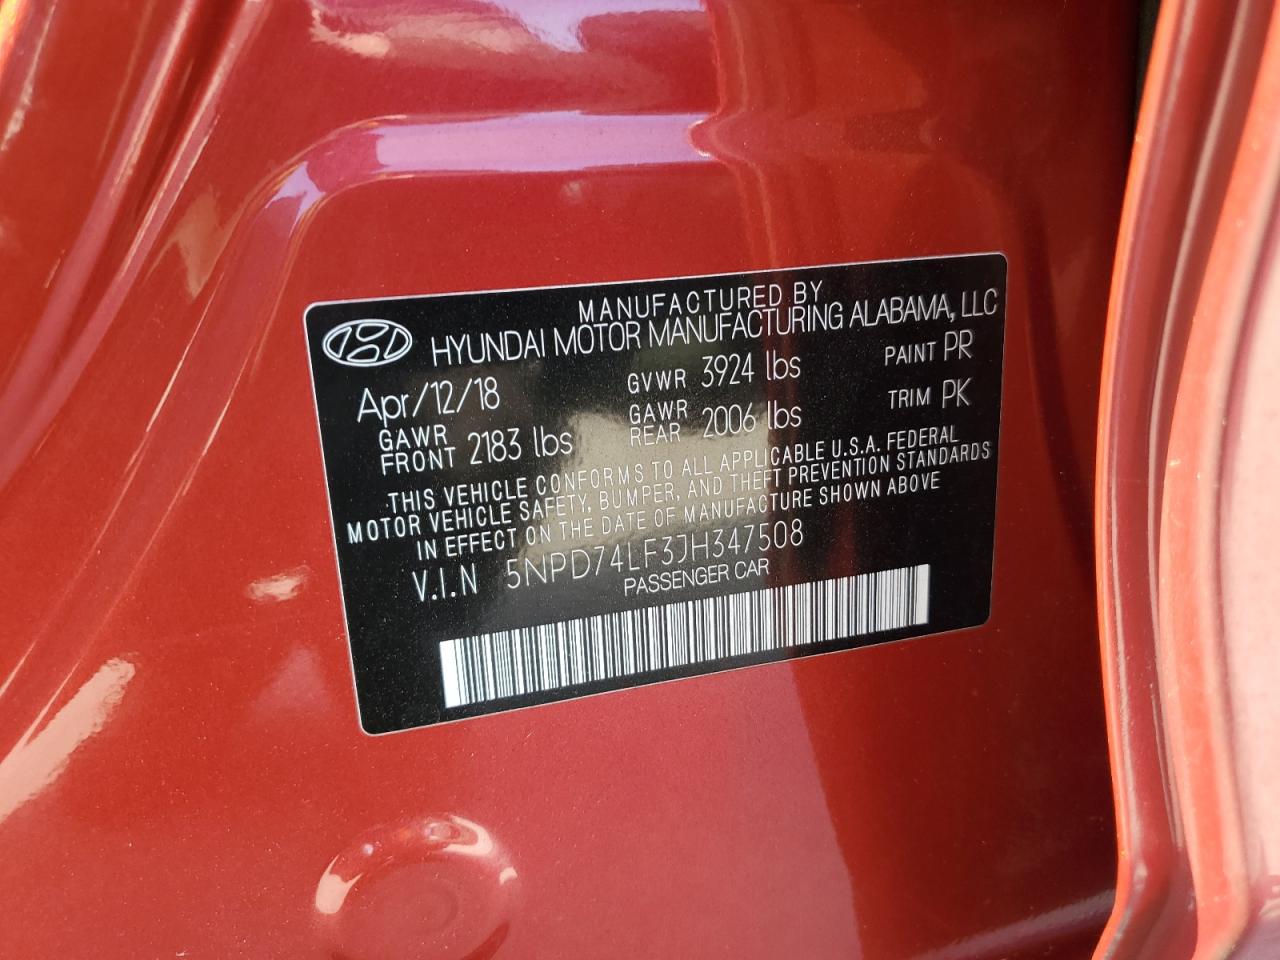 MANUFACTURED BY
HYUNDAI MOTOR MANUFACTURING ALABAMA, LLC
Apr/12/18 GVWR 3924 lbs PAINT PR
GAWR FRONT 2183 lbs GAWR REAR 2006 lbs TRIM PK
THIS VEHICLE CONFORMS TO ALL APPLICABLE U.S.A. FEDERAL
MOTOR VEHICLE SAFETY, BUMPER, AND THEFT PREVENTION STANDARDS
IN EFFECT ON THE DATE OF MANUFACTURE SHOWN ABOVE
V.I.N 5NPD74LF3JH347508
PASSENGER CAR